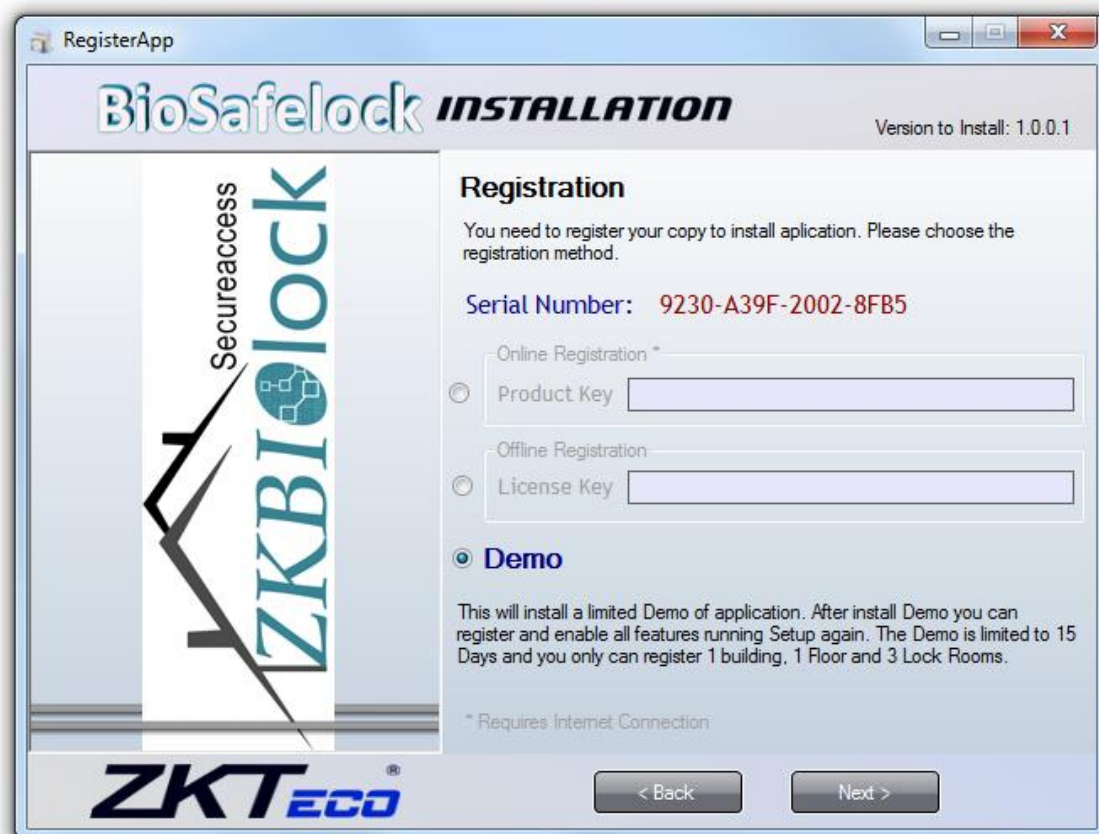 RegisterApp
BioSafelock INSTALLATION
Version to Install: 1.0.0.1
Secureaccess
ZKBIOlock
Registration
You need to register your copy to install aplication. Please choose the
registration method.
Serial Number: 9230-A39F-2002-8FB5
Online Registration *
Product Key
Offline Registration
License Key
Demo
This will install a limited Demo of application. After install Demo you can
register and enable all features running Setup again. The Demo is limited to 15
Days and you only can register 1 building, 1 Floor and 3 Lock Rooms.
* Requires Internet Connection
ZKTECO ®
< Back
Next >